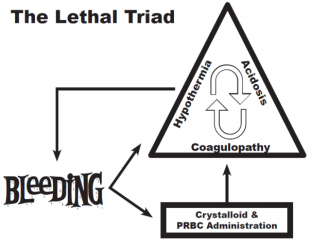 The Lethal Triad
Hypothermia
Acidosis
Coagulopathy
BLeeDiNG
Crystalloid &
PRBC Administration